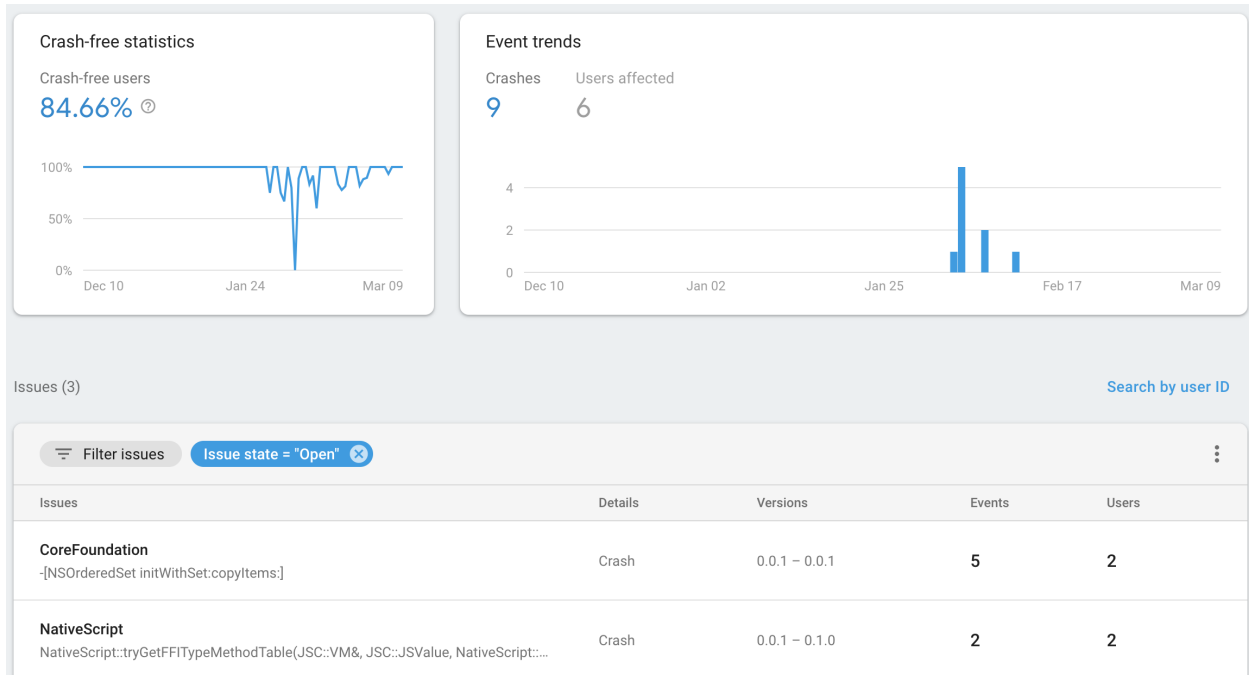 Crash-free statistics
Crash-free users
84.66%
100%
50%
0%
Dec 10 Jan 24 Mar 09
Event trends
Crashes Users affected
9 6
4
2
0
Dec 10 Jan 02 Jan 25 Feb 17 Mar 09
Issues (3) Search by user ID
Filter issues Issue state = "Open"
Issues Details Versions Events Users
CoreFoundation
-[NSOrderedSet initWithSet:copyItems:] Crash 0.0.1 – 0.0.1 5 2
NativeScript
NativeScript::tryGetFFITypeMethodTable(JSC::VM&, JSC::JSValue, NativeScript::... Crash 0.0.1 – 0.1.0 2 2